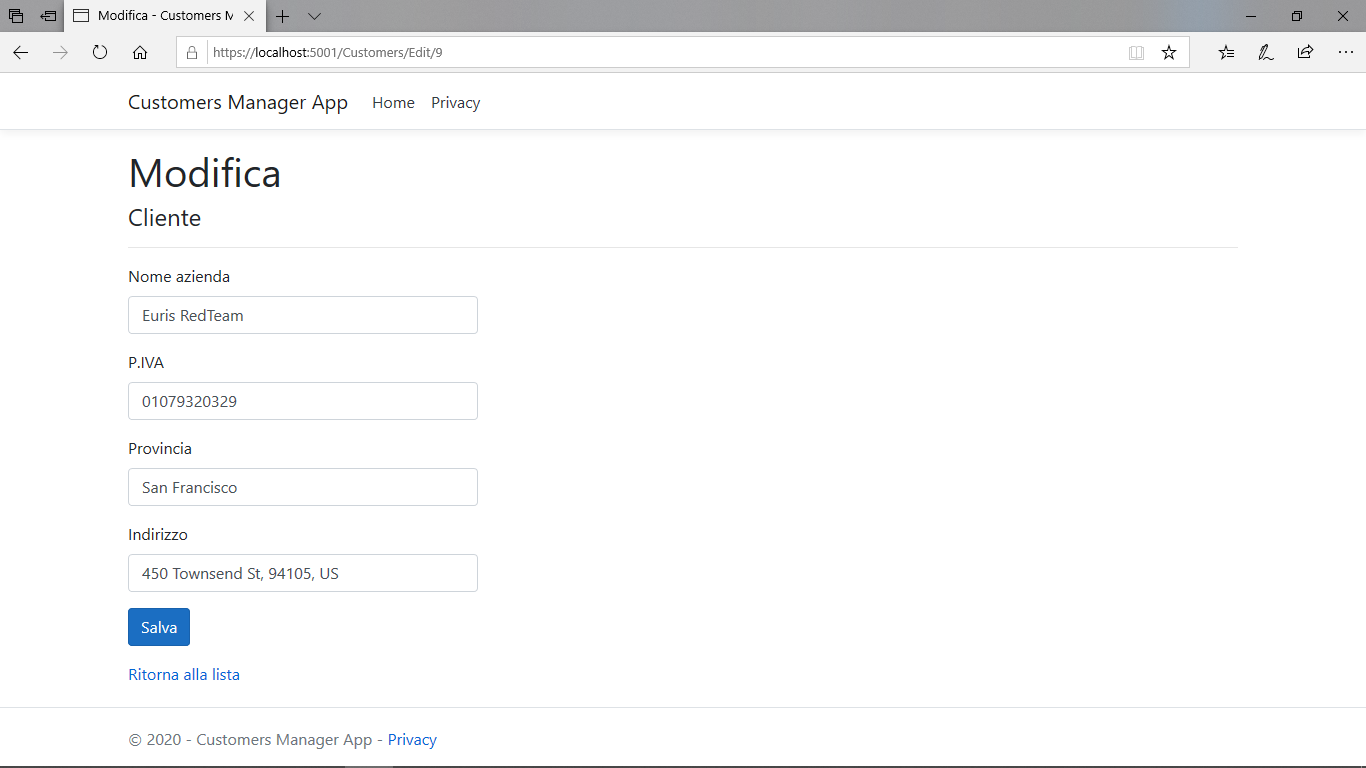 Modifica - Customers M
https://localhost:5001/Customers/Edit/9
Customers Manager App Home Privacy
Modifica
Cliente
Nome azienda
Euris RedTeam
P.IVA
01079320329
Provincia
San Francisco
Indirizzo
450 Townsend St, 94105, US
Salva
Ritorna alla lista
© 2020 - Customers Manager App - Privacy